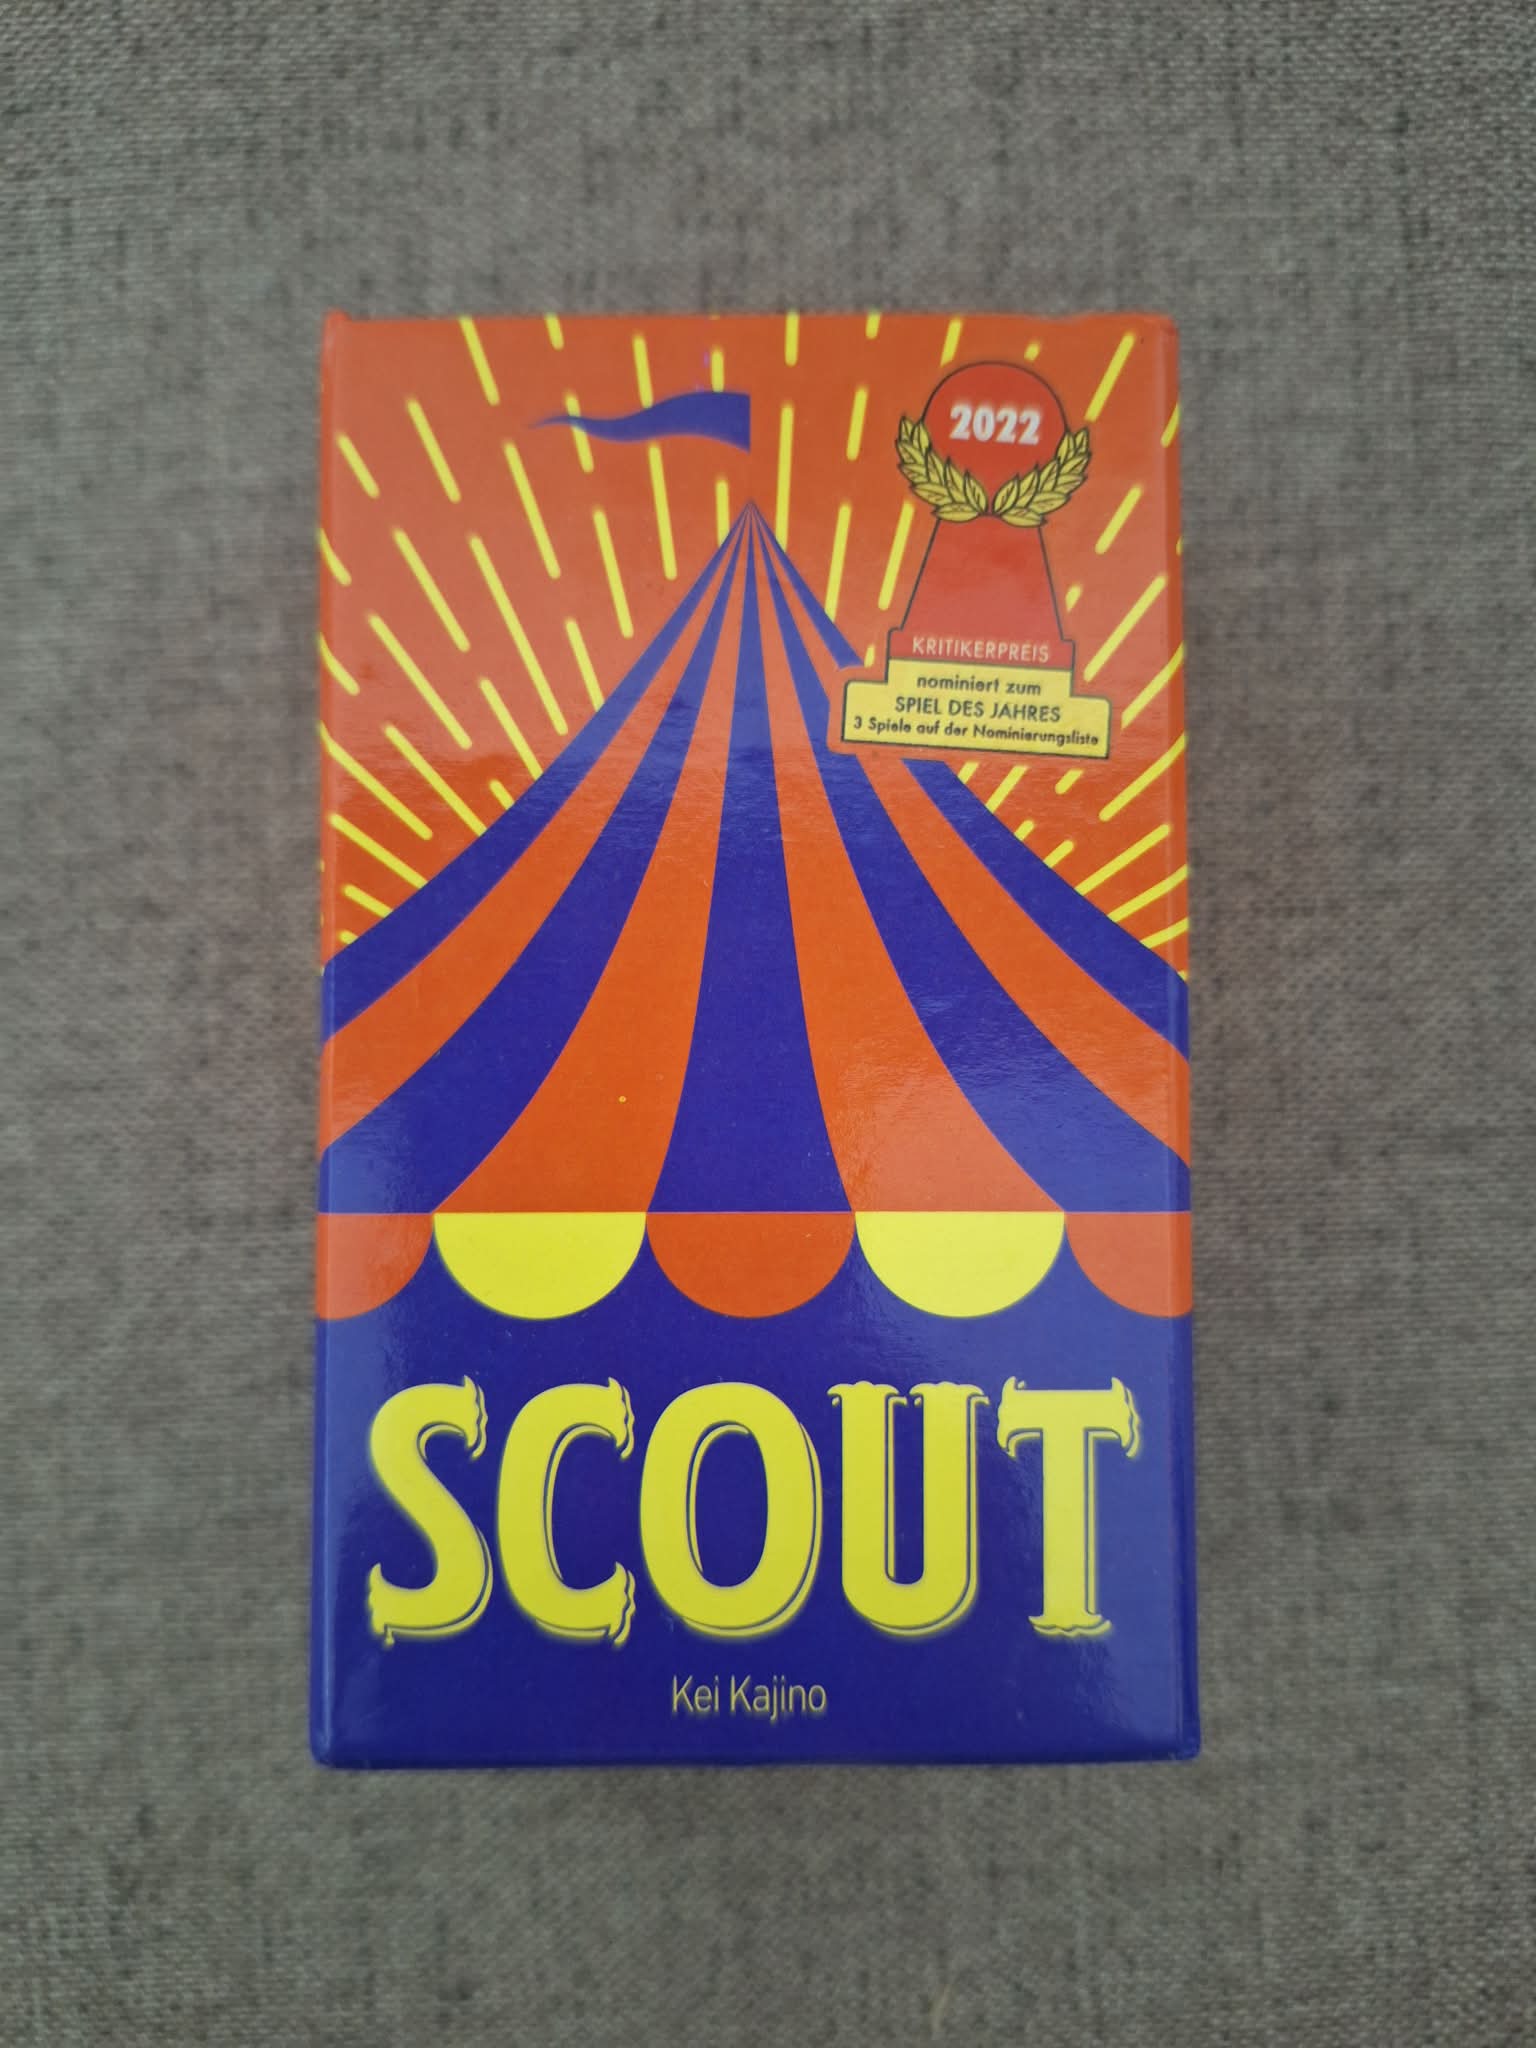 2022
KRITIKERPREIS
nominiert zum
SPIEL DES JAHRES
3 Spiele auf der Nominierungsliste
SCOUT
Kei Kajino